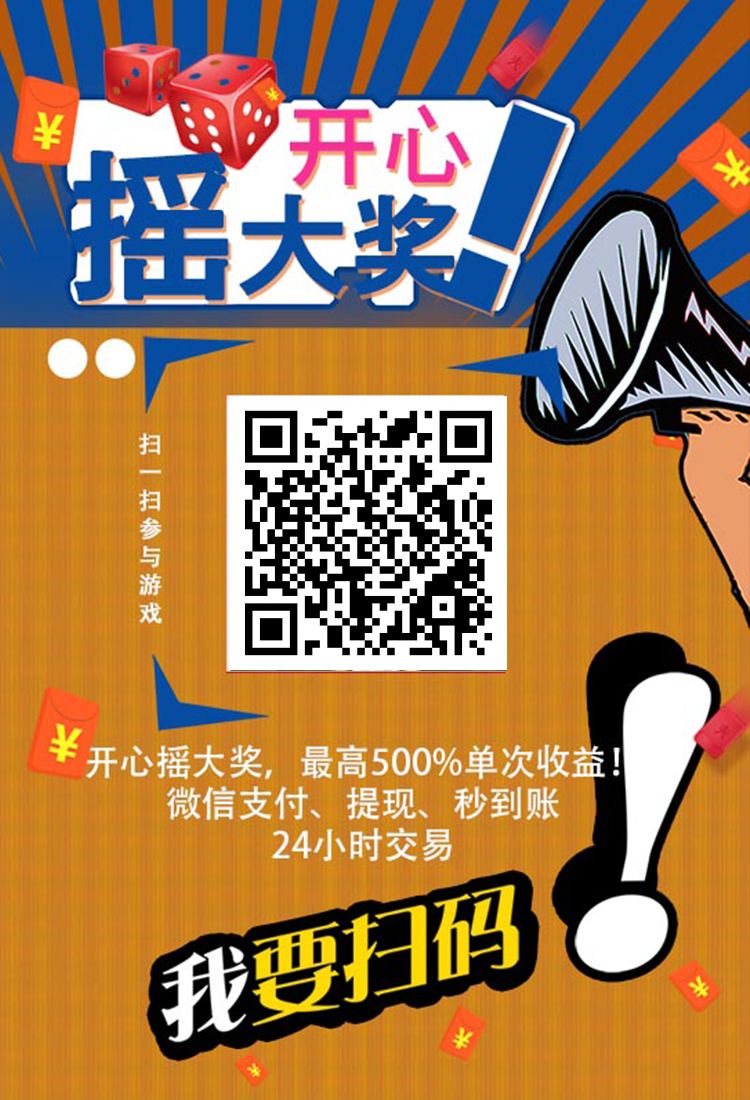 开心
摇大奖!
扫一扫参与游戏
开心摇大奖,最高500%单次收益!
微信支付、提现、秒到账
24小时交易
我要扫码
¥
¥
¥
¥
¥
¥
¥